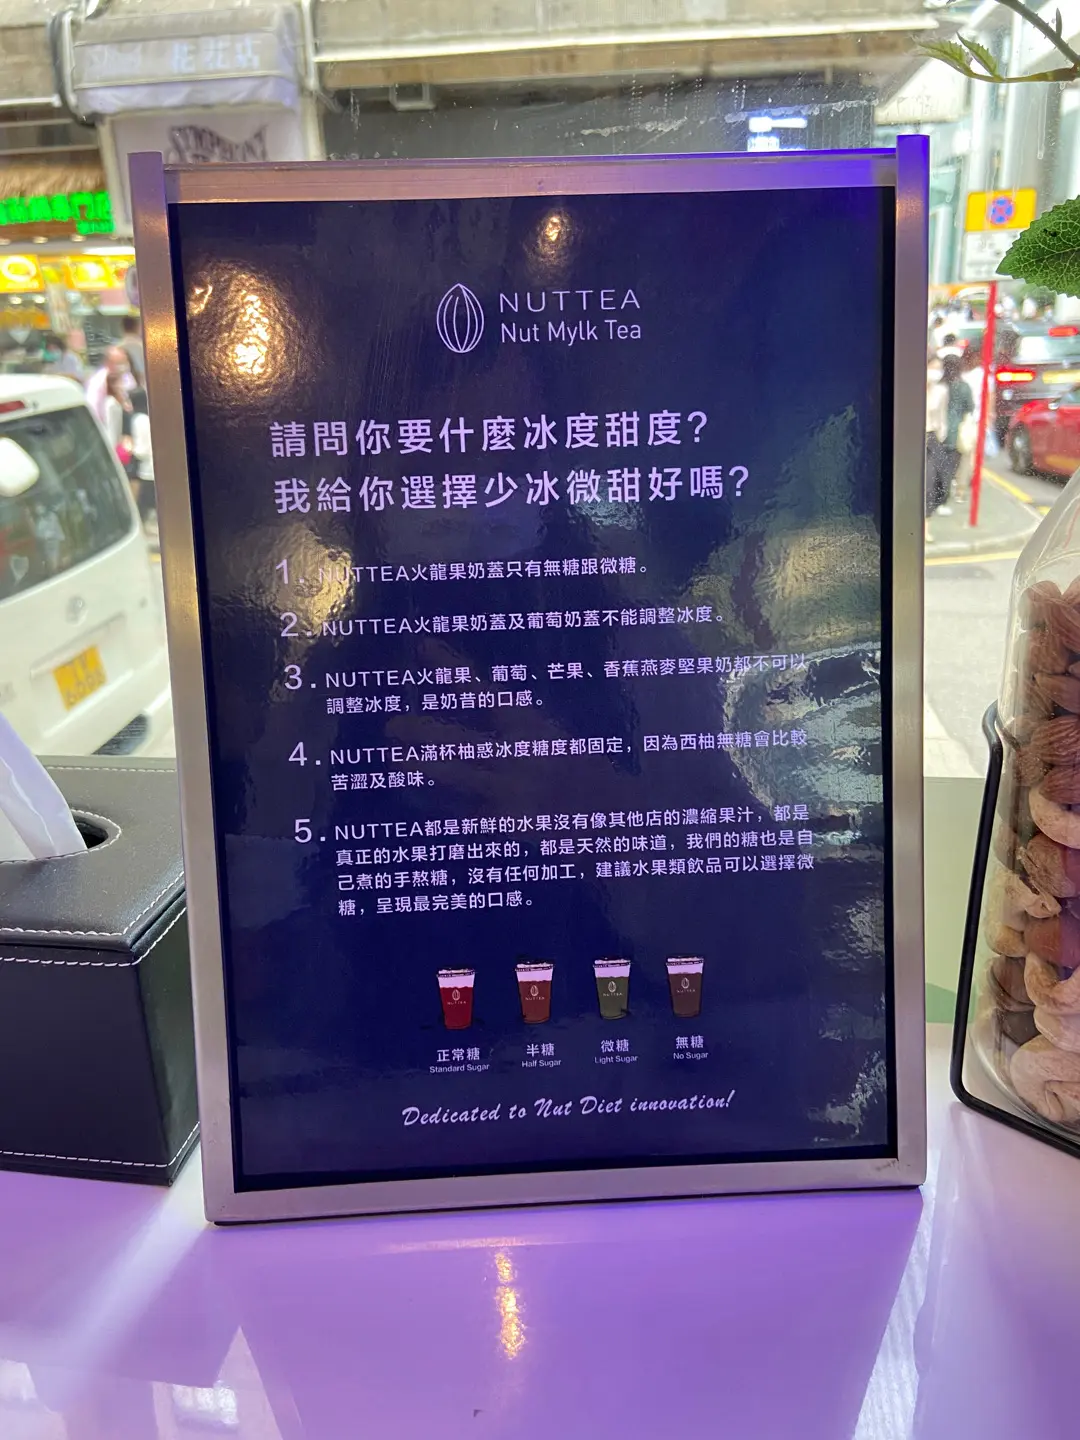 花花店
NUTTEA
Nut Mylk Tea
請問你要什麼冰度甜度?
我給你選擇少冰微甜好嗎?
1. NUTTEA火龍果奶蓋只有無糖跟微糖。
2. NUTTEA火龍果奶蓋及葡萄奶蓋不能調整冰度。
3. NUTTEA火龍果、葡萄、芒果、香蕉燕麥堅果奶都不可以
調整冰度，是奶昔的口感。
4. NUTTEA滿杯柚惑冰度糖度都固定，因為西柚無糖會比較
苦澀及酸味。
5. NUTTEA都是新鮮的水果沒有像其他店的濃縮果汁，都是
真正的水果打磨出來的，都是天然的味道，我們的糖也是自
己煮的手熬糖，沒有任何加工，建議水果類飲品可以選擇微
糖，呈現最完美的口感。
NUTTEA NUTTEA NUTTEA NUTTEA
正常糖 半糖 微糖 無糖
Standard Sugar Half Sugar Light Sugar No Sugar
Dedicated to Nut Diet innovation!